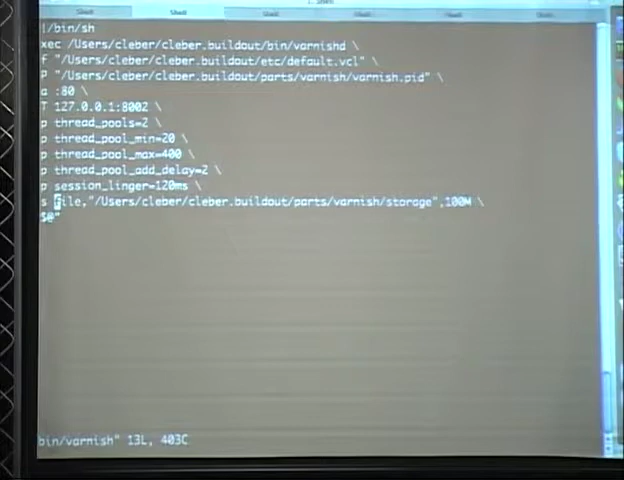 Shell
Shell
!/bin/sh
xec /Users/cleber/cleber.buildout/bin/varnishd \
f "/Users/cleber/cleber.buildout/etc/default.vcl" \
P "/Users/cleber/cleber.buildout/parts/varnish/varnish.pid" \
a :80 \
T 127.0.0.1:8002 \
p thread_pools=2 \
p thread_pool_min=20 \
p thread_pool_max=400 \
p thread_pool_add_delay=2 \
p session_linger=120ms \
s file,"/Users/cleber/cleber.buildout/parts/varnish/storage",100M \
$@"
bin/varnish" 13L, 403C